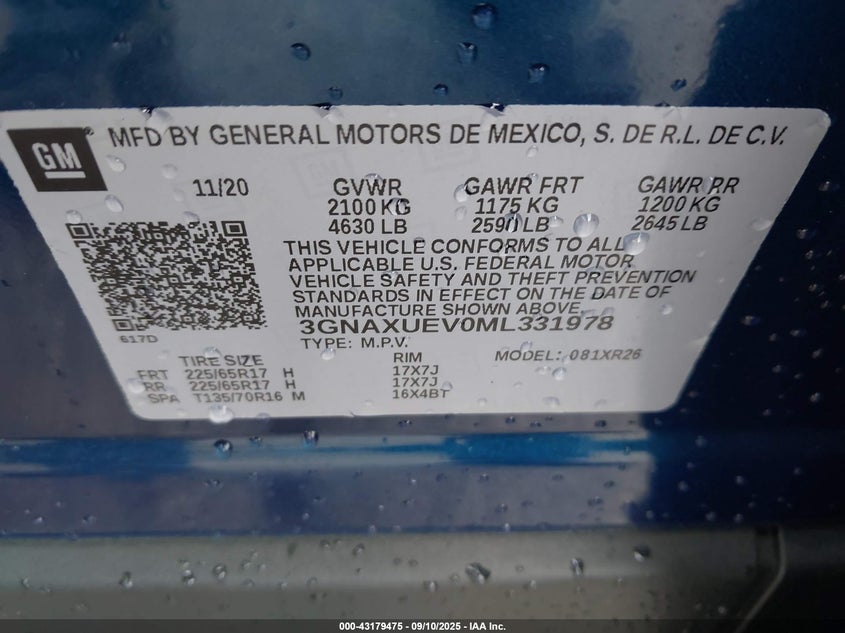 GM ® MFD BY GENERAL MOTORS DE MEXICO, S. DE R.L. DE C.V.
11/20 GVWR GAWR FRT GAWR RR
2100 KG 1175 KG 1200 KG
4630 LB 2590 LB 2645 LB
THIS VEHICLE CONFORMS TO ALL
APPLICABLE U.S. FEDERAL MOTOR
VEHICLE SAFETY AND THEFT PREVENTION
STANDARDS IN EFFECT ON THE DATE OF
MANUFACTURE SHOWN ABOVE.
617D
3GNAXUEV0ML331978
TYPE: M.P.V. MODEL: 081XR26
TIRE SIZE RIM
FRT 225/65R17 H 17X7J
RR 225/65R17 H 17X7J
SPA T135/70R16 M 16X4BT
000-43179475 - 09/10/2025 - IAA Inc.